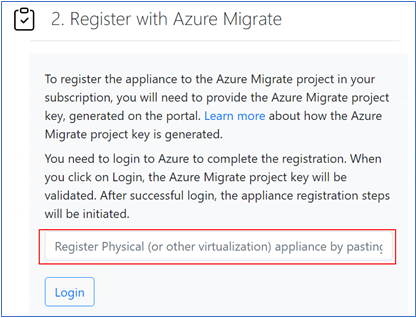 2. Register with Azure Migrate
To register the appliance to the Azure Migrate project in your
subscription, you will need to provide the Azure Migrate project
key, generated on the portal. Learn more about how the Azure
Migrate project key is generated.
You need to login to Azure to complete the registration. When
you click on Login, the Azure Migrate project key will be
validated. After successful login, the appliance registration steps
will be initiated.
Register Physical (or other virtualization) appliance by pasting
Login